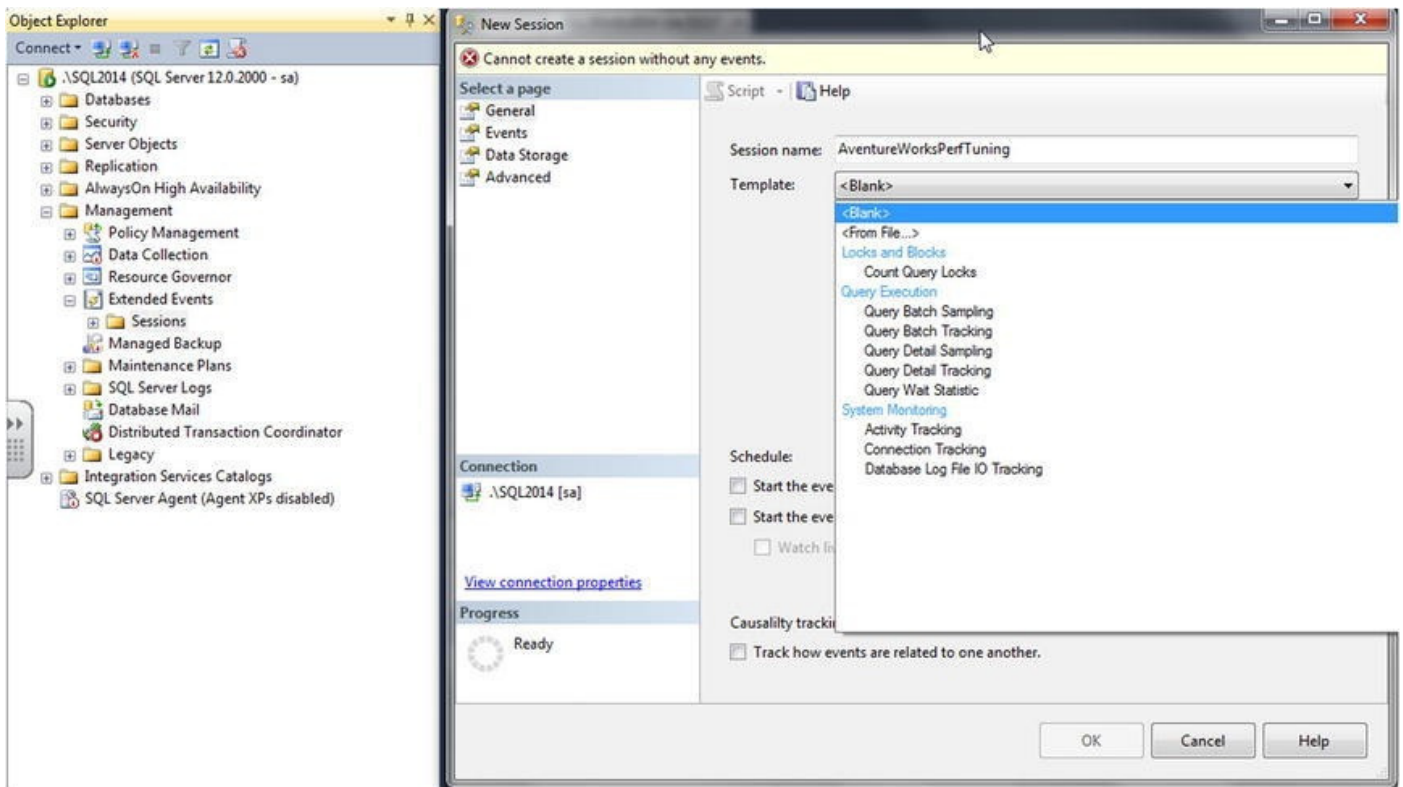 Object Explorer
Connect
.\SQL2014 (SQL Server 12.0.2000 - sa)
Databases
Security
Server Objects
Replication
AlwaysOn High Availability
Management
Policy Management
Data Collection
Resource Governor
Extended Events
Sessions
Managed Backup
Maintenance Plans
SQL Server Logs
Database Mail
Distributed Transaction Coordinator
Legacy
Integration Services Catalogs
SQL Server Agent (Agent XPs disabled)
New Session
Cannot create a session without any events.
Select a page
General
Events
Data Storage
Advanced
Connection
.\SQL2014 [sa]
View connection properties
Progress
Ready
Script Help
Session name: AventureWorksPerfTuning
Template: <Blank>
<Blank>
<From File...>
Locks and Blocks
Count Query Locks
Query Execution
Query Batch Sampling
Query Batch Tracking
Query Detail Sampling
Query Detail Tracking
Query Wait Statistic
System Monitoring
Activity Tracking
Connection Tracking
Database Log File IO Tracking
Schedule:
Start the eve
Start the eve
Watch li
Causalilty tracki
Track how events are related to one another.
OK Cancel Help